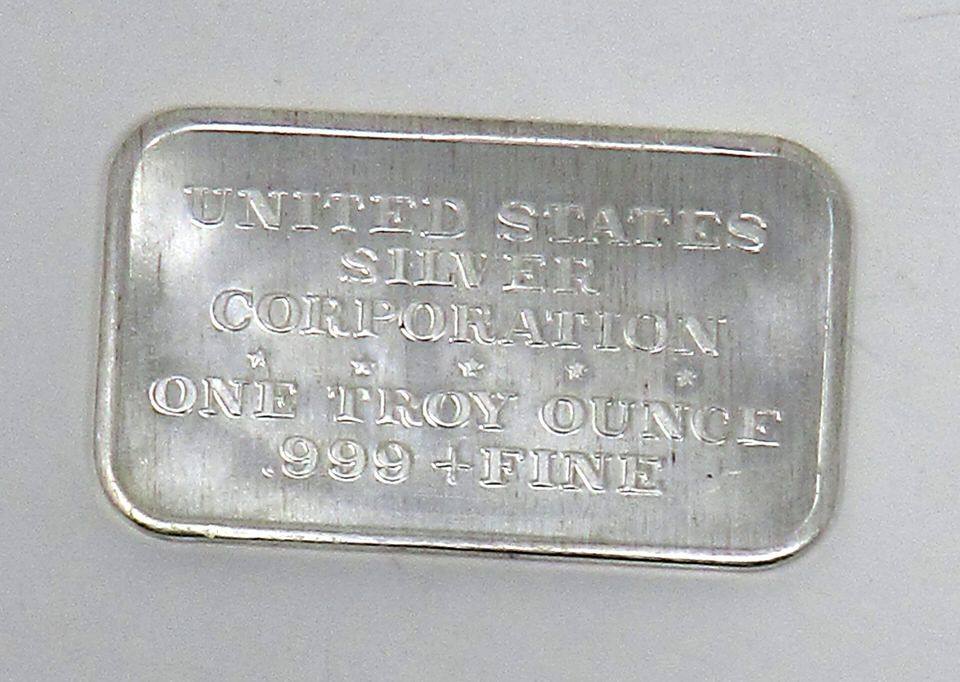 UNITED STATES
SILVER
CORPORATION
★ ★ ★ ★ ★
ONE TROY OUNCE
.999 + FINE